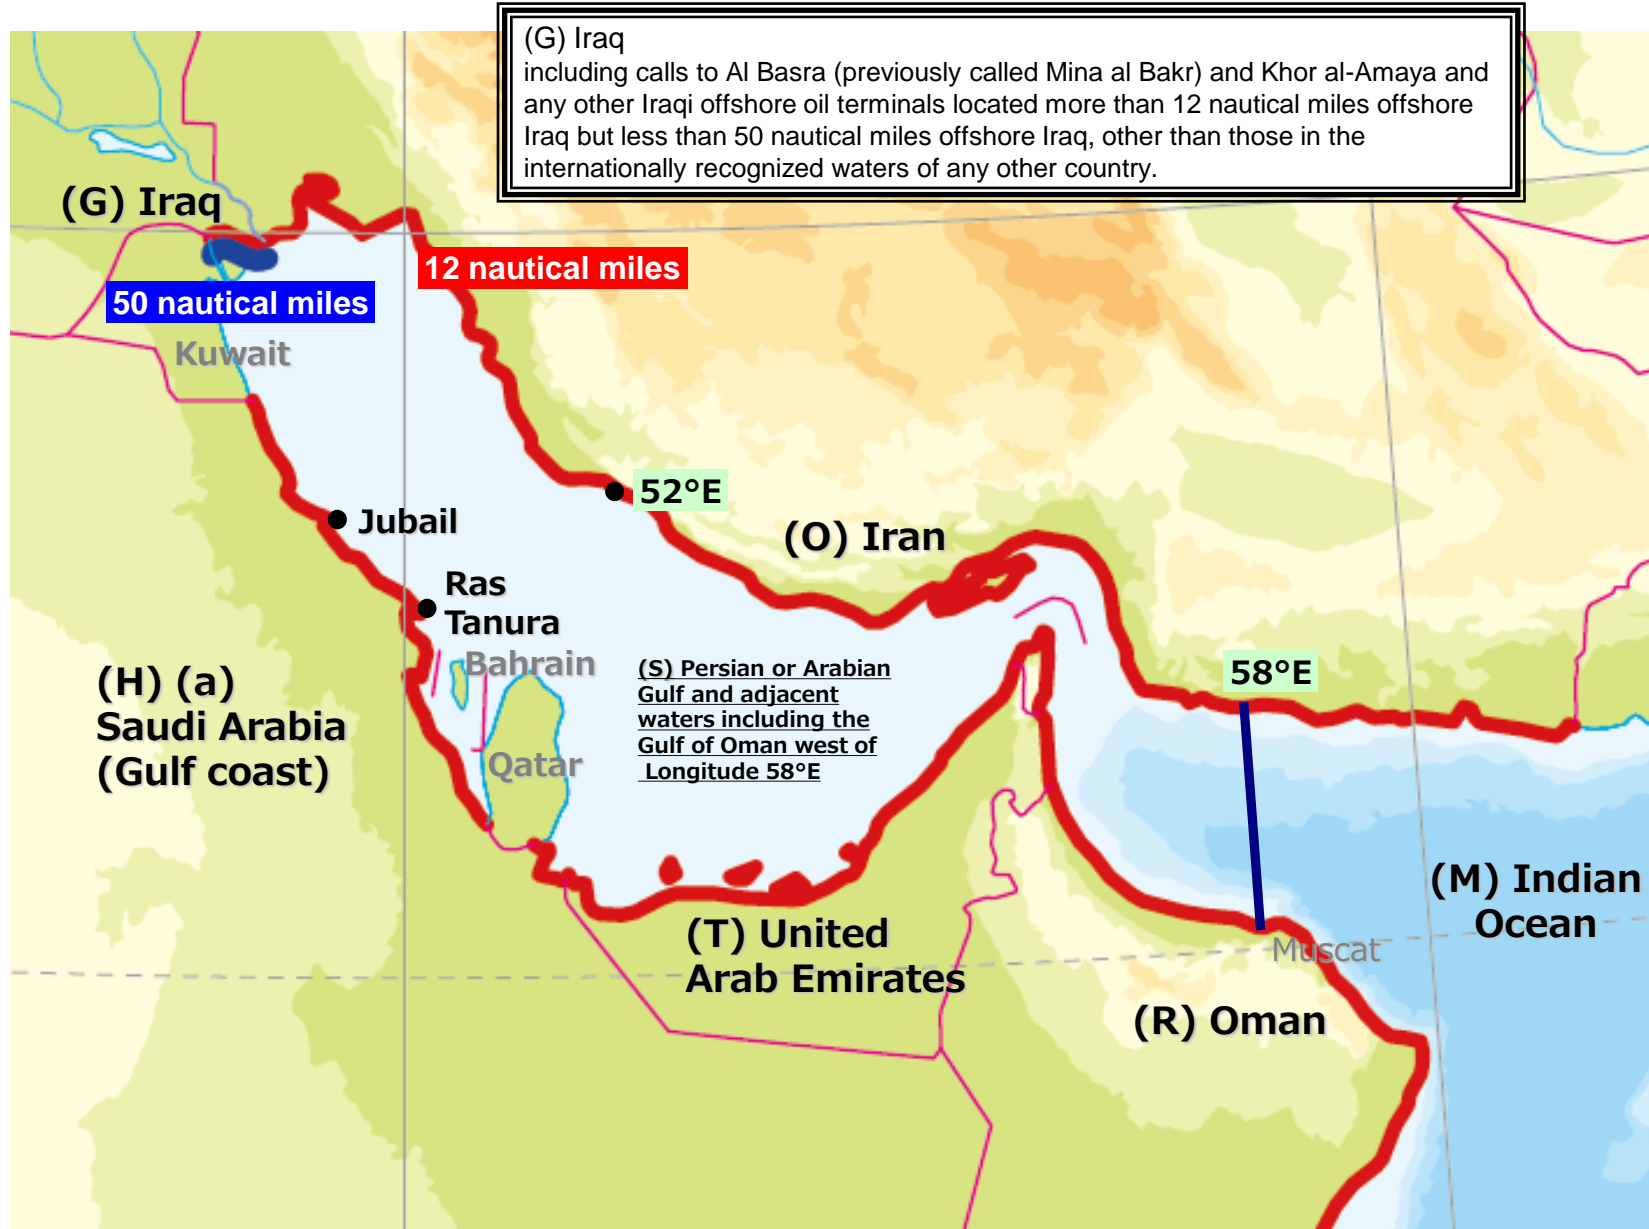 (G) Iraq
including calls to Al Basra (previously called Mina al Bakr) and Khor al-Amaya and
any other Iraqi offshore oil terminals located more than 12 nautical miles offshore
Iraq but less than 50 nautical miles offshore Iraq, other than those in the
internationally recognized waters of any other country.
(G) Iraq
12 nautical miles
50 nautical miles
Kuwait
52°E
Jubail
(O) Iran
Ras
Tanura
Bahrain
(S) Persian or Arabian
Gulf and adjacent
waters including the
Gulf of Oman west of
Longitude 58°E
58°E
(H) (a)
Saudi Arabia
(Gulf coast)
Qatar
(M) Indian
Ocean
(T) United
Arab Emirates
Muscat
(R) Oman